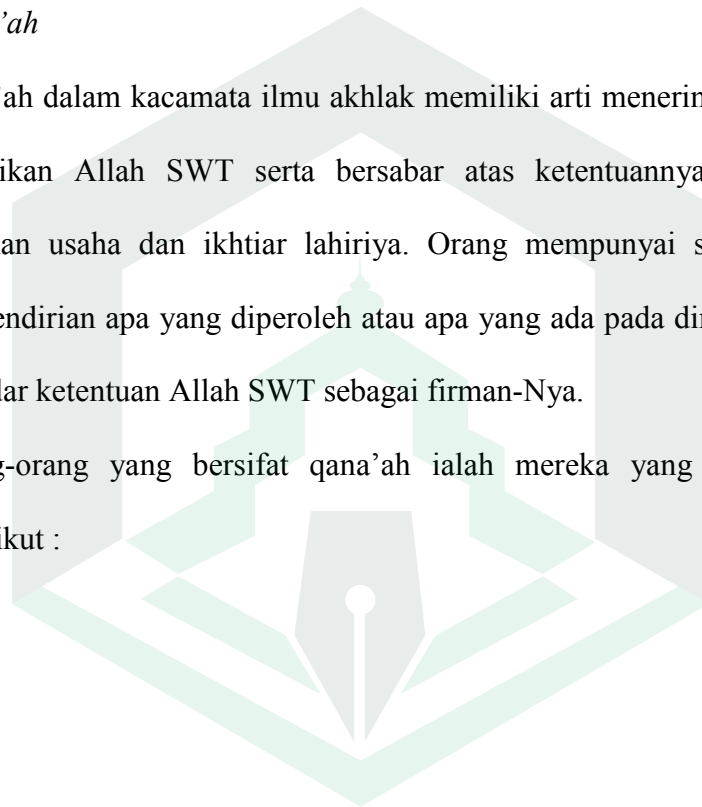 ’ah
’ah dalam kacamata ilmu akhlak memiliki arti menerin
ikan Allah SWT serta bersabar atas ketentuannya
an usaha dan ikhtiar lahiriya. Orang mempunyai s
endirian apa yang diperoleh atau apa yang ada pada dir
lar ketentuan Allah SWT sebagai firman-Nya.
g-orang yang bersifat qana’ah ialah mereka yang
ikut :